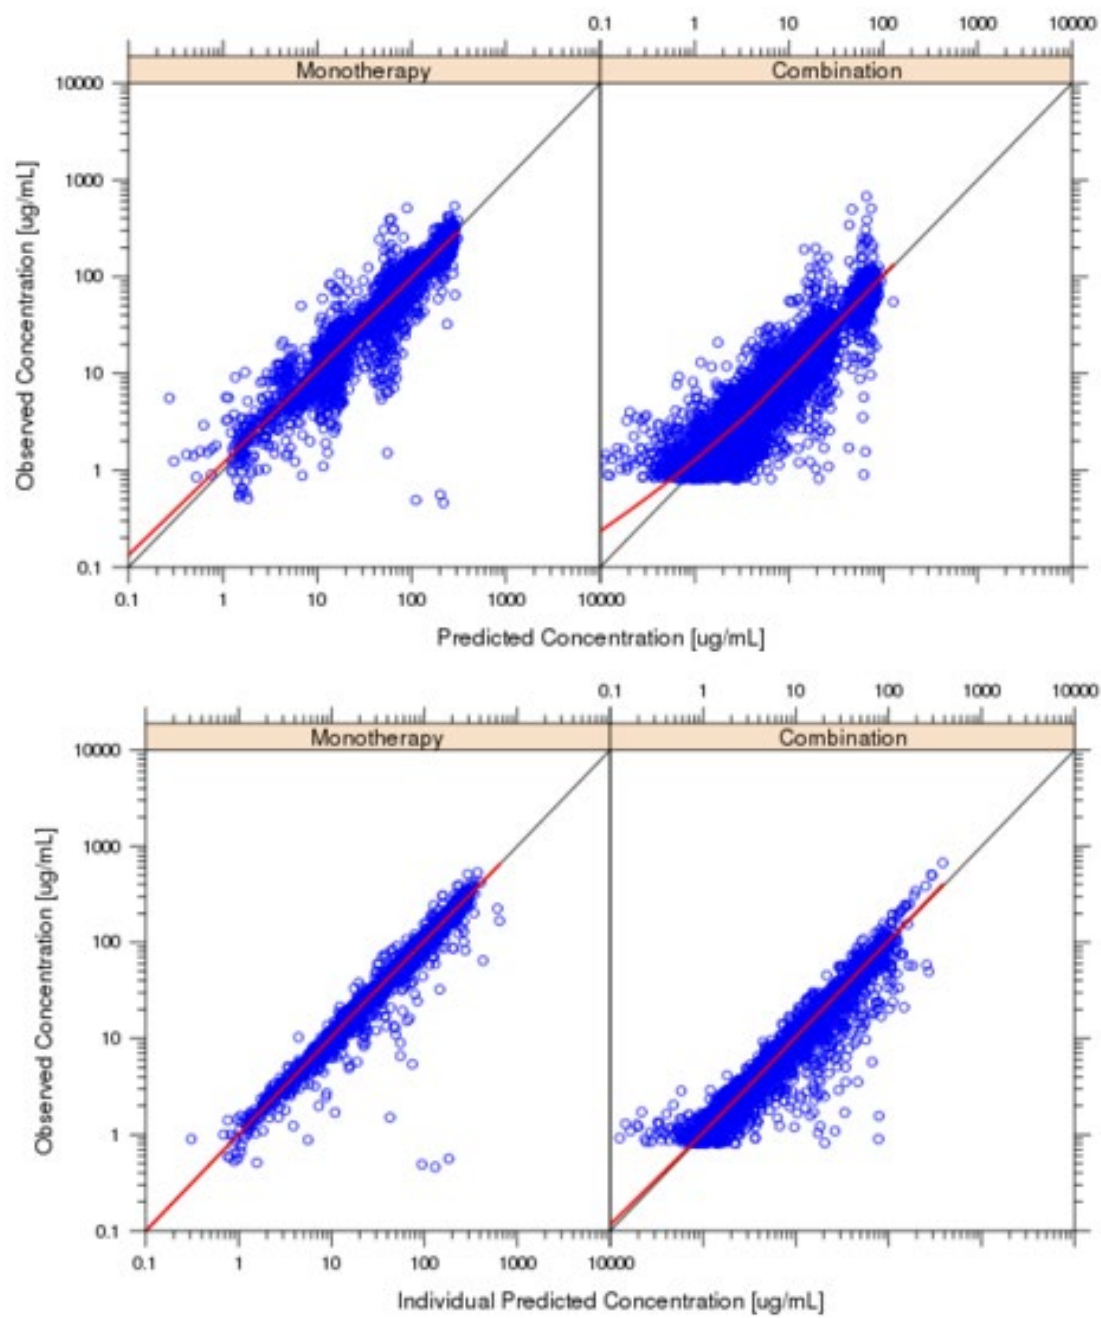 0.1 1 10 100 1000 10000
Monotherapy Combination
10000
1000
100
10
1
0.1
Observed Concentration [ug/mL]
0.1 1 10 100 1000 10000
Predicted Concentration [ug/mL]
0.1 1 10 100 1000 10000
Monotherapy Combination
10000
1000
100
10
1
0.1
Observed Concentration [ug/mL]
0.1 1 10 100 1000 10000
Individual Predicted Concentration [ug/mL]